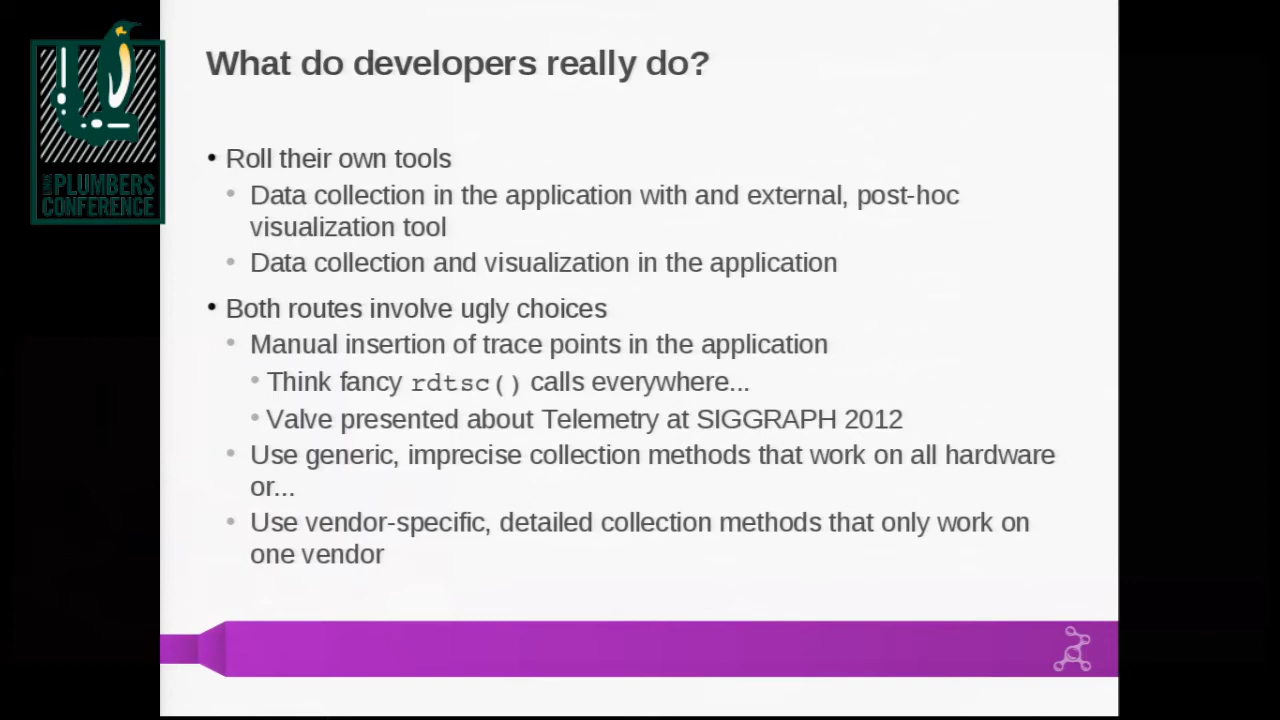 What do developers really do?
• Roll their own tools
• Data collection in the application with and external, post-hoc
visualization tool
• Data collection and visualization in the application
• Both routes involve ugly choices
• Manual insertion of trace points in the application
• Think fancy rdtsc() calls everywhere...
• Valve presented about Telemetry at SIGGRAPH 2012
• Use generic, imprecise collection methods that work on all hardware
or...
• Use vendor-specific, detailed collection methods that only work on
one vendor
LINUX PLUMBERS
CONFERENCE